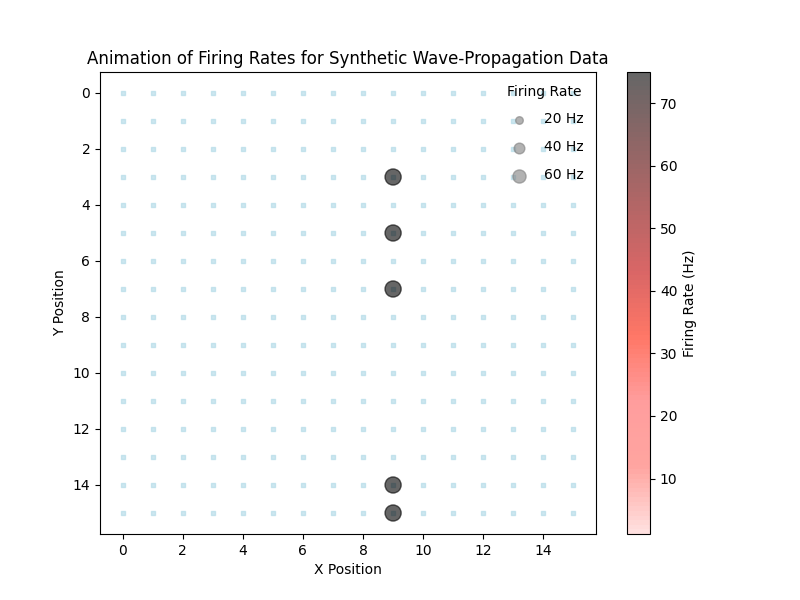 Animation of Firing Rates for Synthetic Wave-Propagation Data
Firing Rate
20 Hz
40 Hz
60 Hz
0
2
4
6
8
10
12
14
Y Position
0 2 4 6 8 10 12 14
X Position
70
60
50
40
30
20
10
Firing Rate (Hz)